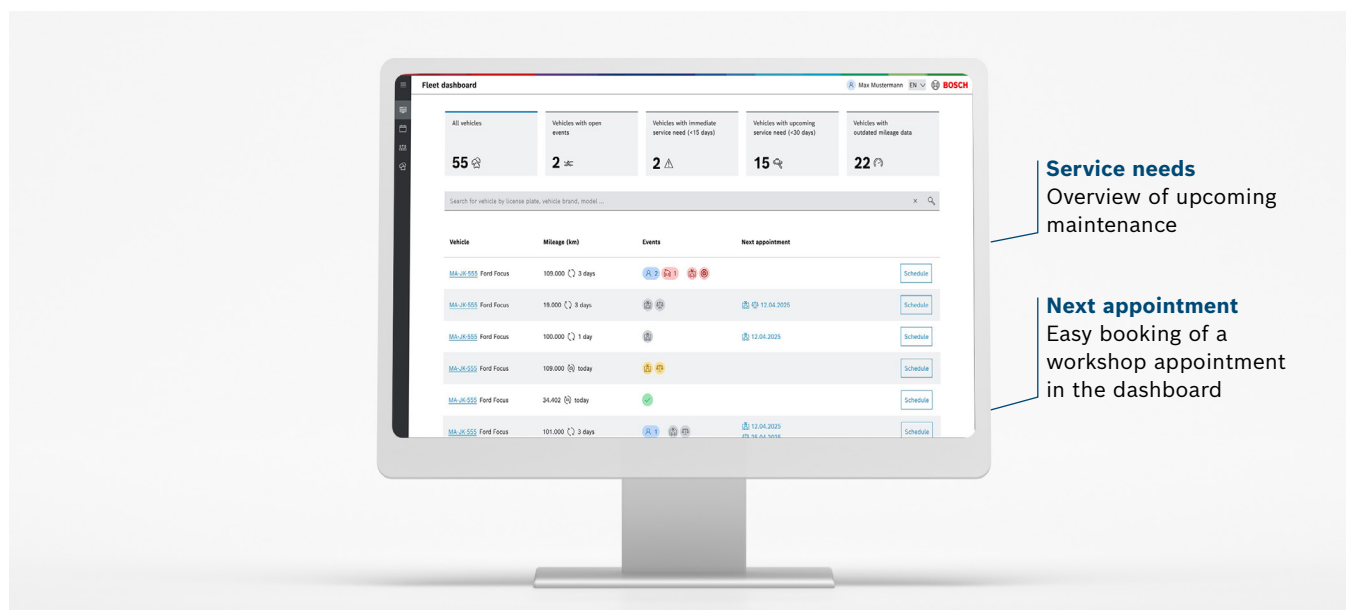 Fleet dashboard
Max Mustermann EN BOSCH
All vehicles
55
Vehicles with open
events
2
Vehicles with immediate
service need (<15 days)
2
Vehicles with upcoming
service need (<30 days)
15
Vehicles with
outdated mileage data
22
Search for vehicle by license plate, vehicle brand, model ...
Vehicle Mileage (km) Events Next appointment
MA-JK-555 Ford Focus 109.000 3 days 2 1 Schedule
MA-JK-555 Ford Focus 19.000 3 days 12.04.2025 Schedule
MA-JK-555 Ford Focus 100.000 1 day 12.04.2025 Schedule
MA-JK-555 Ford Focus 109.000 today Schedule
MA-JK-555 Ford Focus 34.402 today Schedule
MA-JK-555 Ford Focus 101.000 3 days 1 12.04.2025 Schedule
Service needs
Overview of upcoming
maintenance
Next appointment
Easy booking of a
workshop appointment
in the dashboard